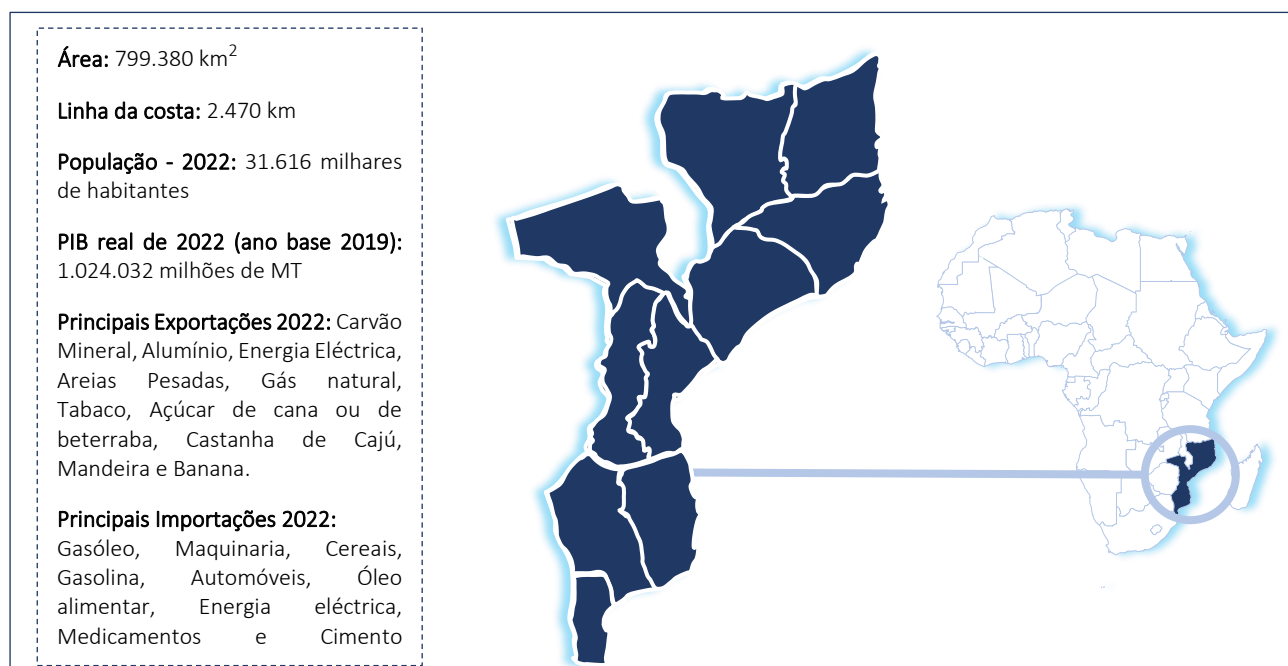 Área: 799.380 km²
Linha da costa: 2.470 km
População - 2022: 31.616 milhares
de habitantes
PIB real de 2022 (ano base 2019):
1.024.032 milhões de MT
Principais Exportações 2022: Carvão
Mineral, Alumínio, Energia Eléctrica,
Areias Pesadas, Gás natural,
Tabaco, Açúcar de cana ou de
beterraba, Castanha de Cajú,
Mandeira e Banana.
Principais Importações 2022:
Gasóleo, Maquinaria, Cereais,
Gasolina, Automóveis, Óleo
alimentar, Energia eléctrica,
Medicamentos e Cimento